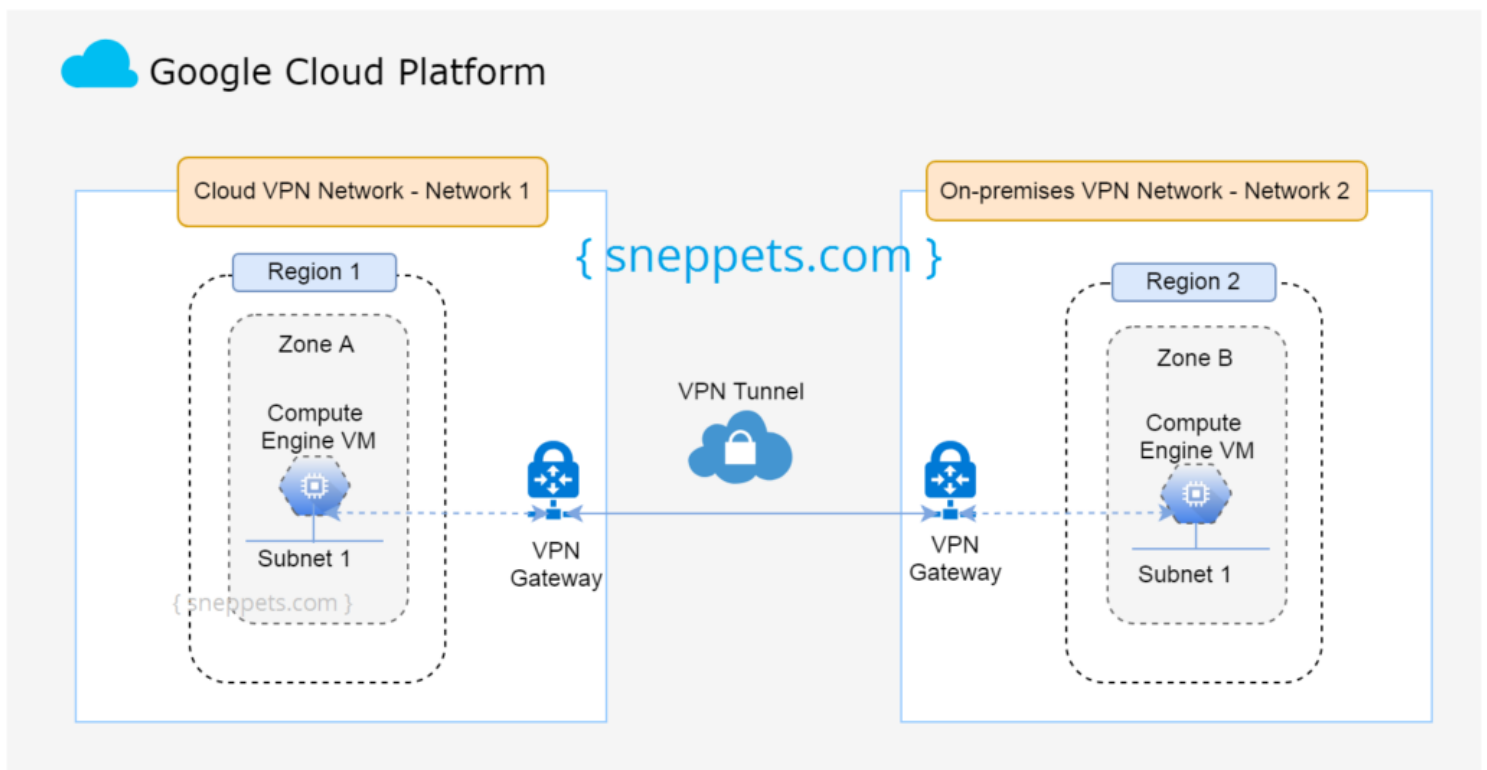 Google Cloud Platform
Cloud VPN Network - Network 1
On-premises VPN Network - Network 2
{ sneppets.com }
Region 1
Region 2
Zone A
Zone B
VPN Tunnel
Compute
Engine VM
Compute
Engine VM
VPN
Gateway
VPN
Gateway
Subnet 1
Subnet 1
{ sneppets.com }